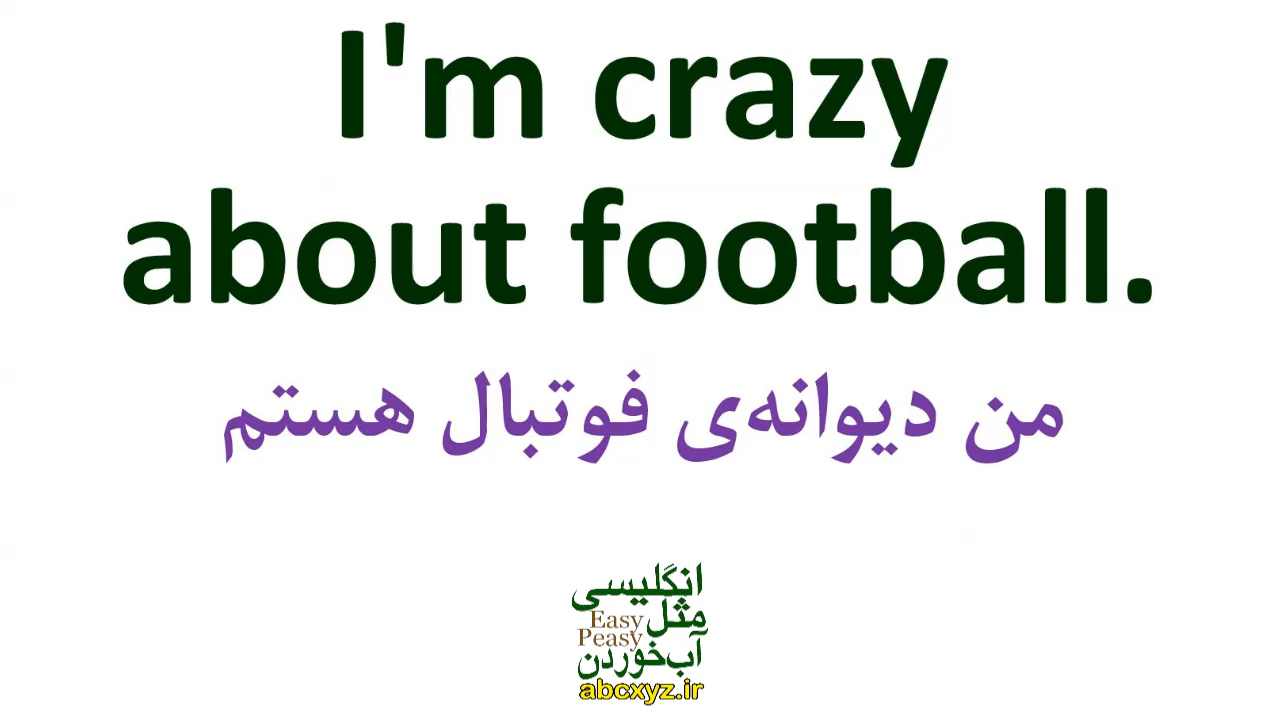 I'm crazy
about football.
من دیوانه‌ی فوتبال هستم
انگلیسی
مثل
Easy
Peasy
آب‌خوردن
abcxyz.ir